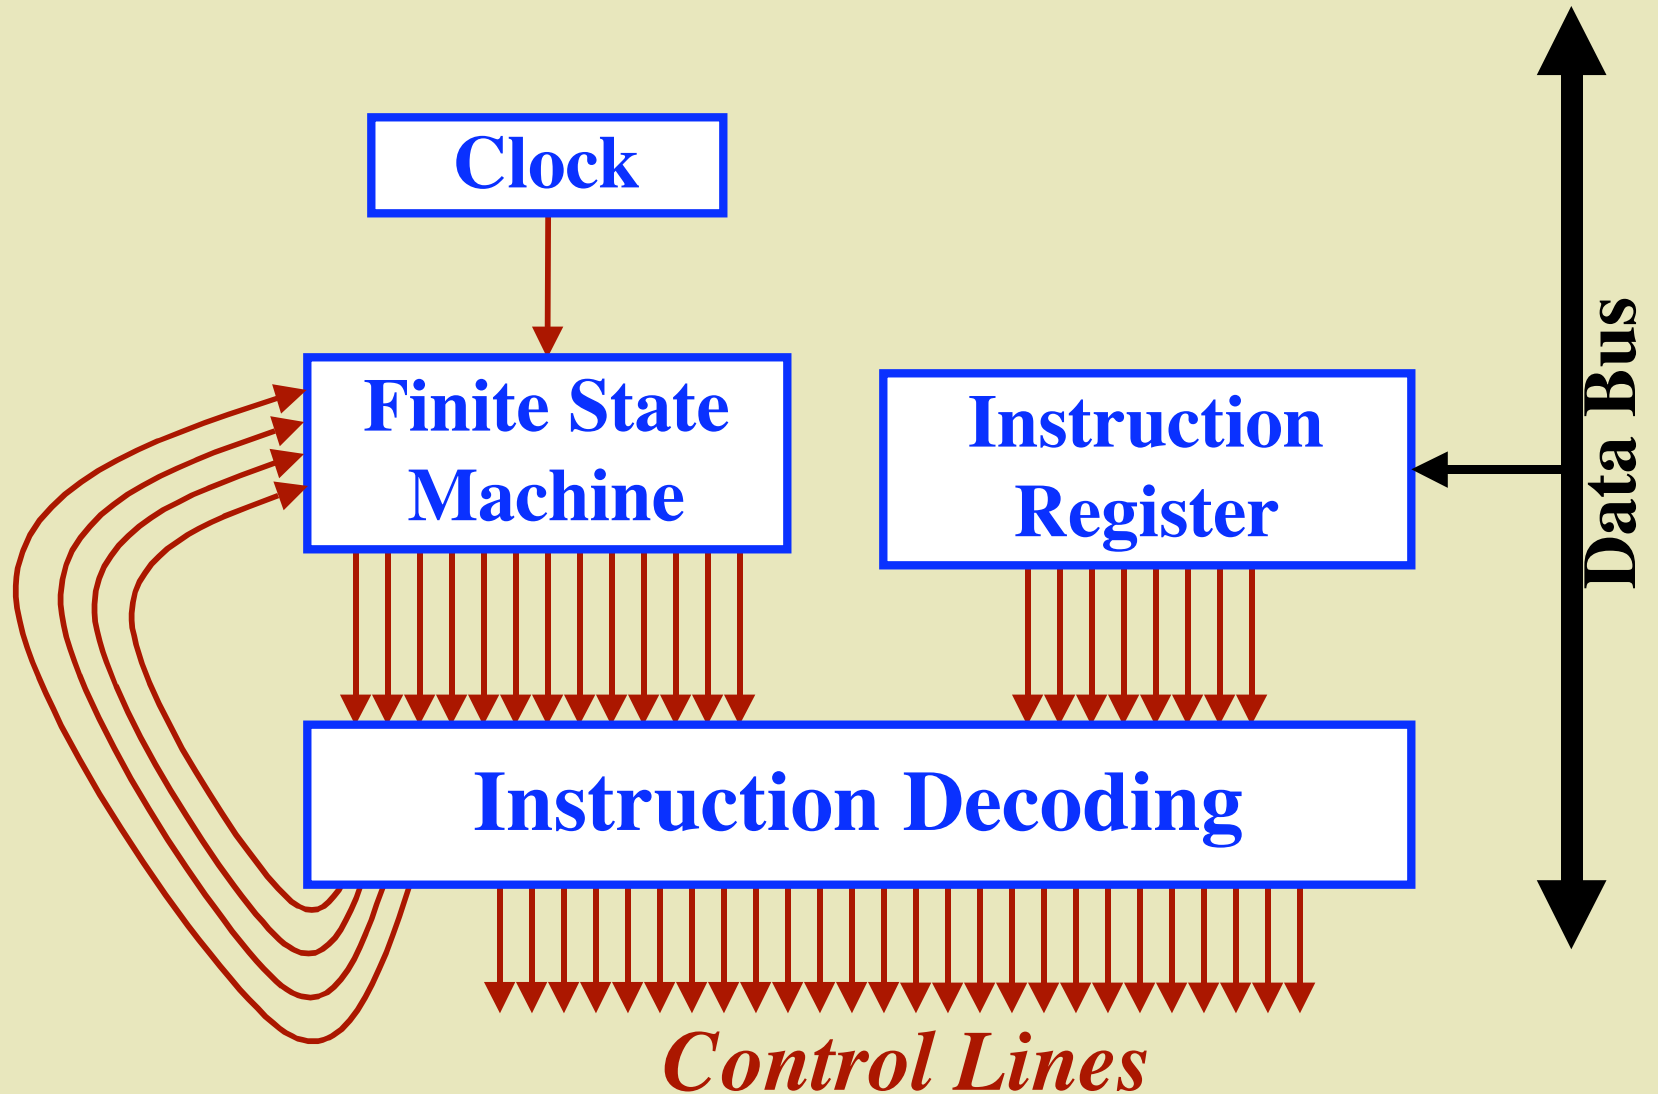 Clock
Finite State
Machine
Instruction
Register
Data Bus
Instruction Decoding
Control Lines